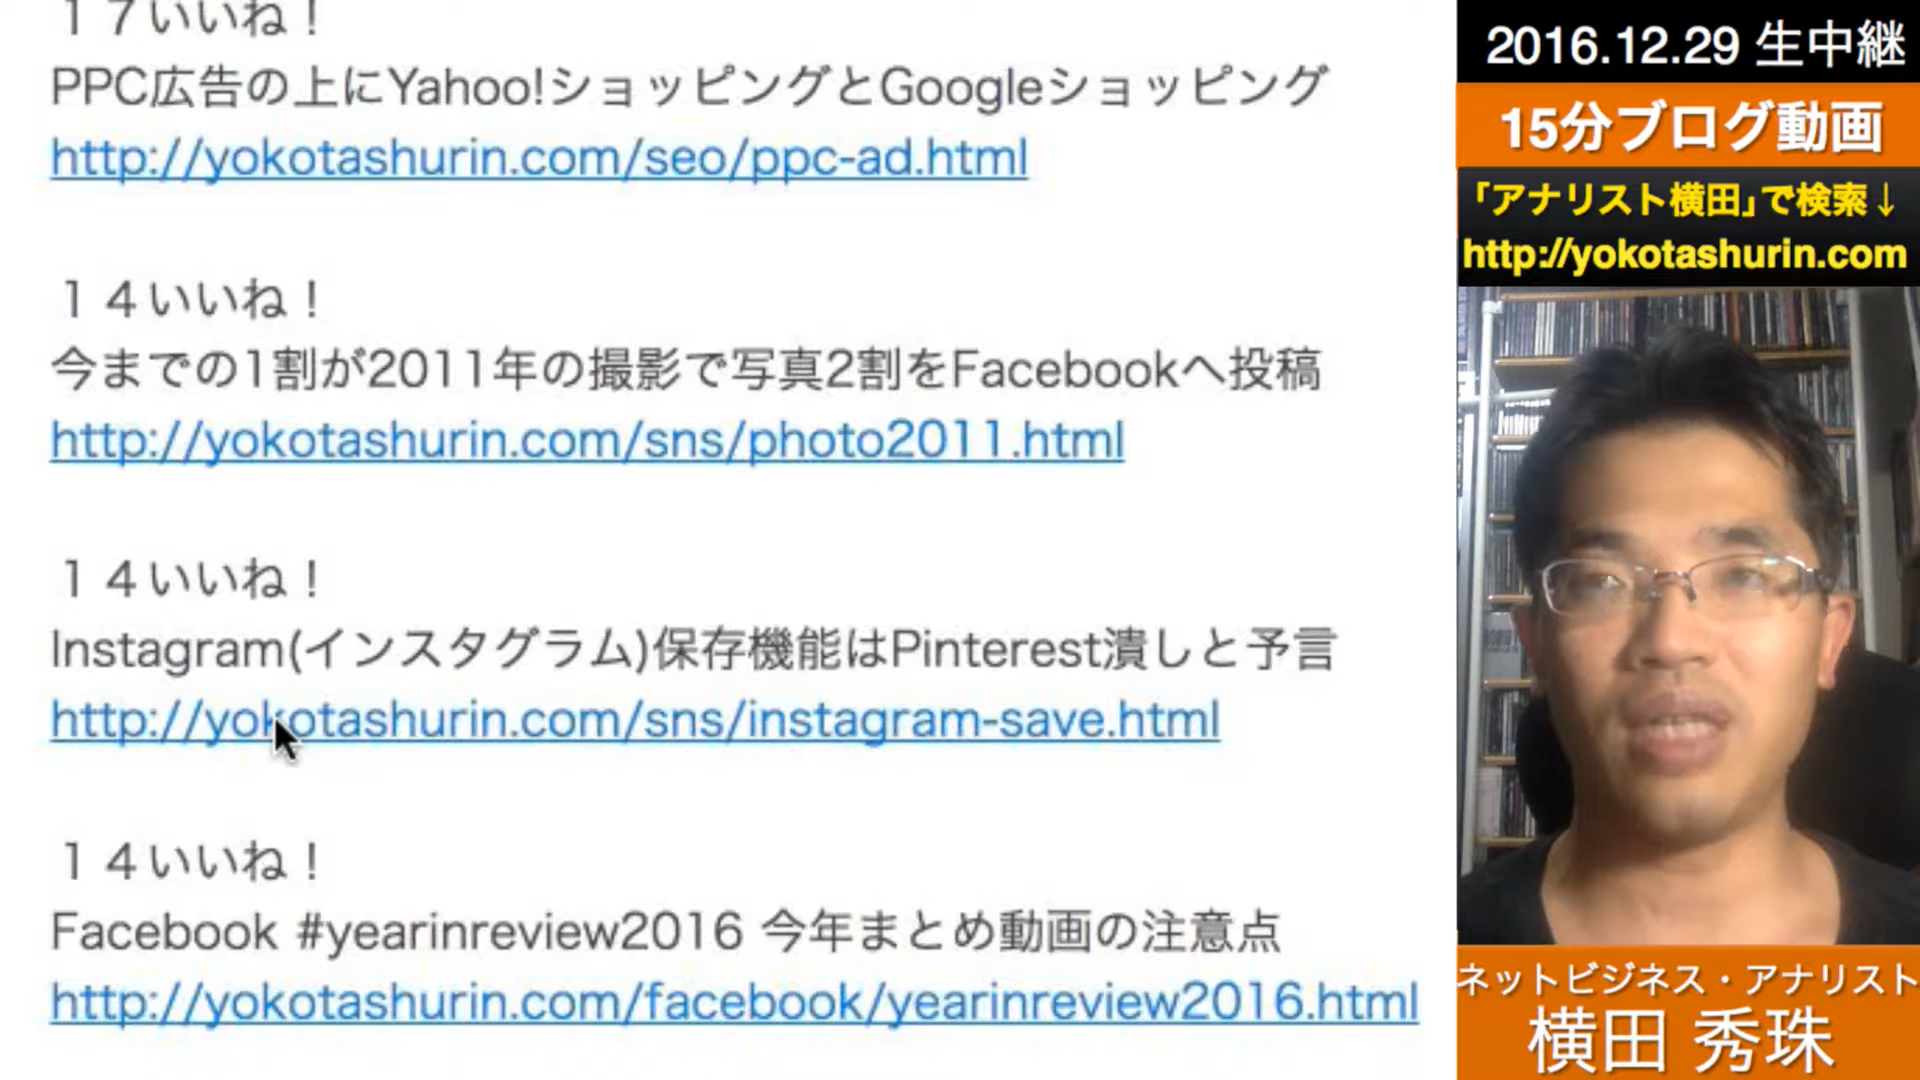 １７いいね！
PPC広告の上にYahoo!ショッピングとGoogleショッピング
http://yokotashurin.com/seo/ppc-ad.html
１４いいね！
今までの1割が2011年の撮影で写真2割をFacebookへ投稿
http://yokotashurin.com/sns/photo2011.html
１４いいね！
Instagram(インスタグラム)保存機能はPinterest潰しと予言
http://yokotashurin.com/sns/instagram-save.html
１４いいね！
Facebook #yearinreview2016 今年まとめ動画の注意点
http://yokotashurin.com/facebook/yearinreview2016.html
2016.12.29 生中継
15分ブログ動画
「アナリスト横田」で検索↓
http://yokotashurin.com
ネットビジネス・アナリスト
横田 秀珠